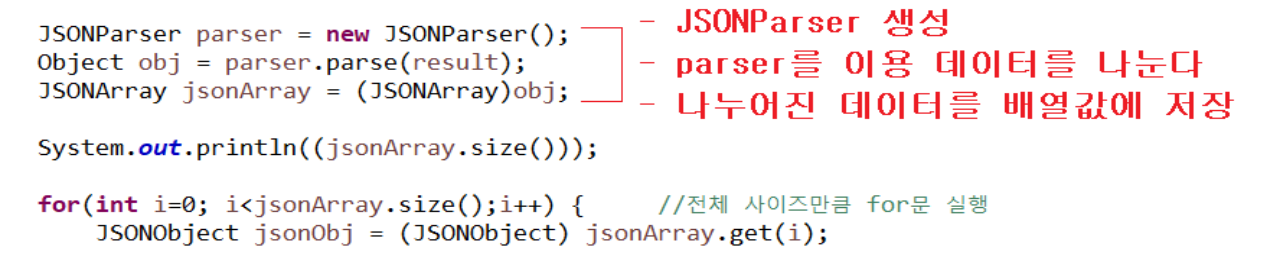 JSONParser parser = new JSONParser(); - JSONParser 생성
Object obj = parser.parse(result); - parser를 이용 데이터를 나눈다
JSONArray jsonArray = (JSONArray)obj; - 나누어진 데이터를 배열값에 저장
System.out.println((jsonArray.size()));
for(int i=0; i<jsonArray.size();i++) { //전체 사이즈만큼 for문 실행
JSONObject jsonObj = (JSONObject) jsonArray.get(i);